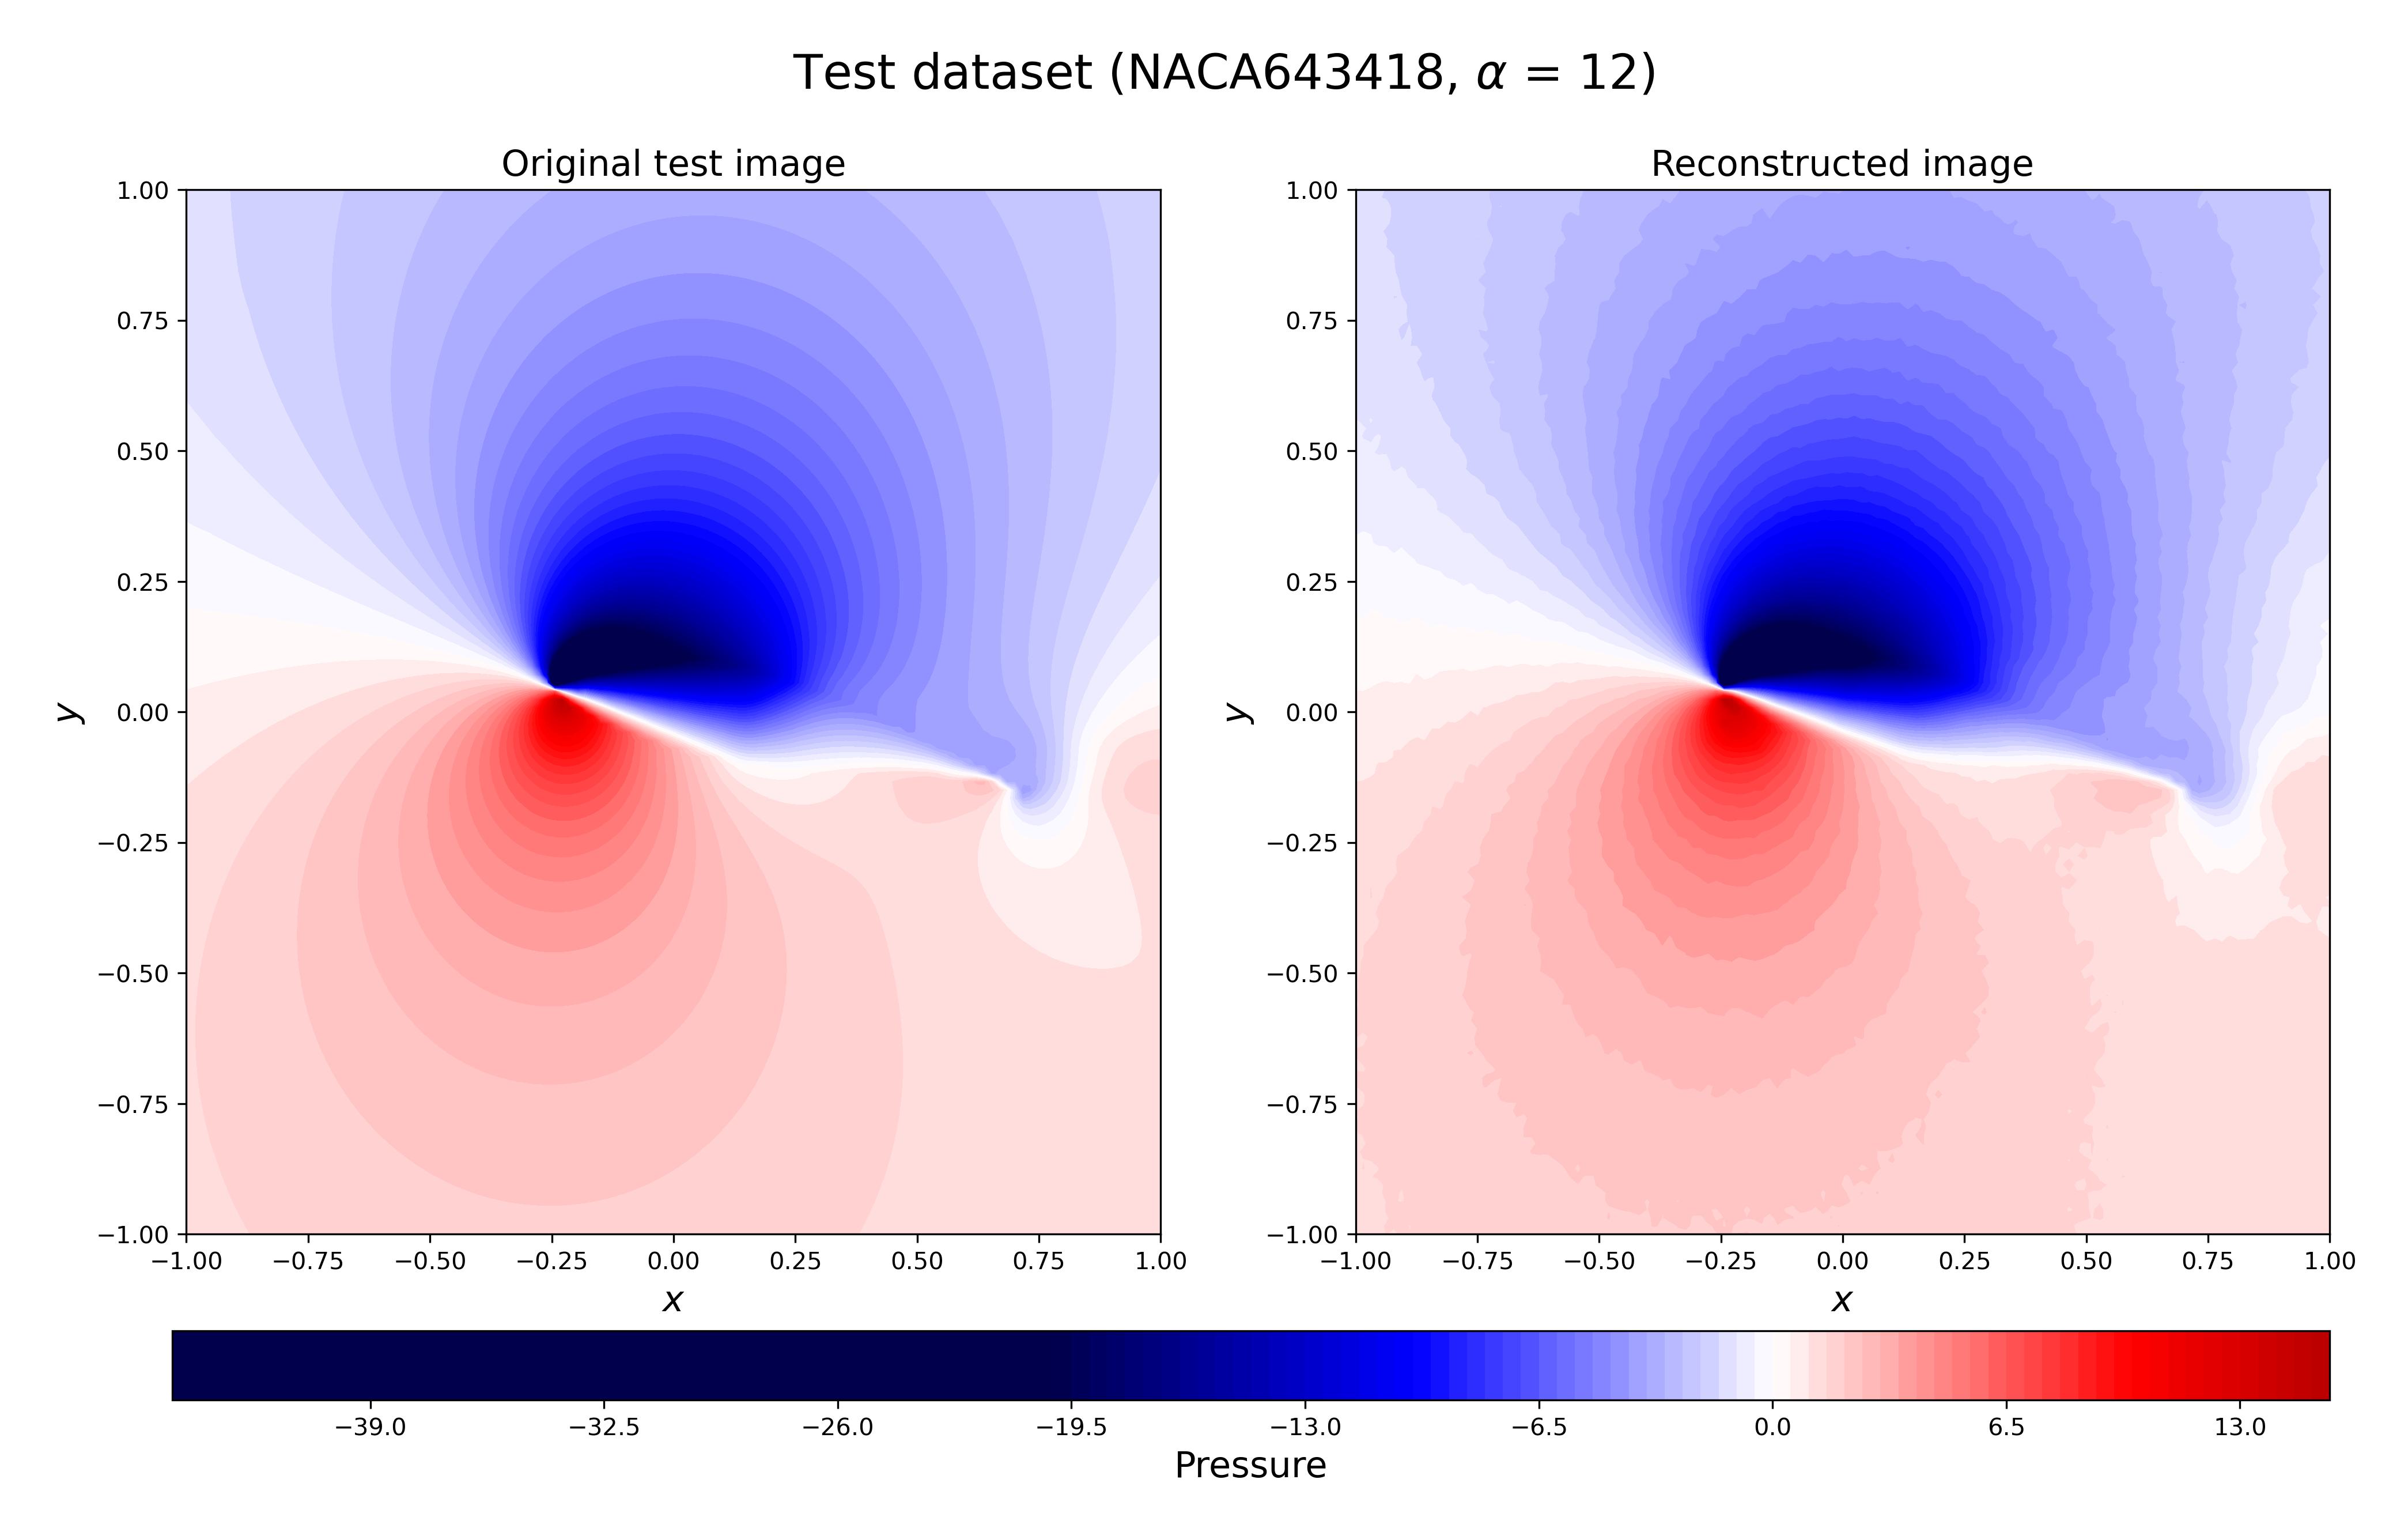 Test dataset (NACA643418, α = 12)
Original test image
Reconstructed image
1.00
0.75
0.50
0.25
0.00
−0.25
−0.50
−0.75
−1.00
y
−1.00 −0.75 −0.50 −0.25 0.00 0.25 0.50 0.75 1.00
x
1.00
0.75
0.50
0.25
0.00
−0.25
−0.50
−0.75
−1.00
y
−1.00 −0.75 −0.50 −0.25 0.00 0.25 0.50 0.75 1.00
x
−39.0 −32.5 −26.0 −19.5 −13.0 −6.5 0.0 6.5 13.0
Pressure